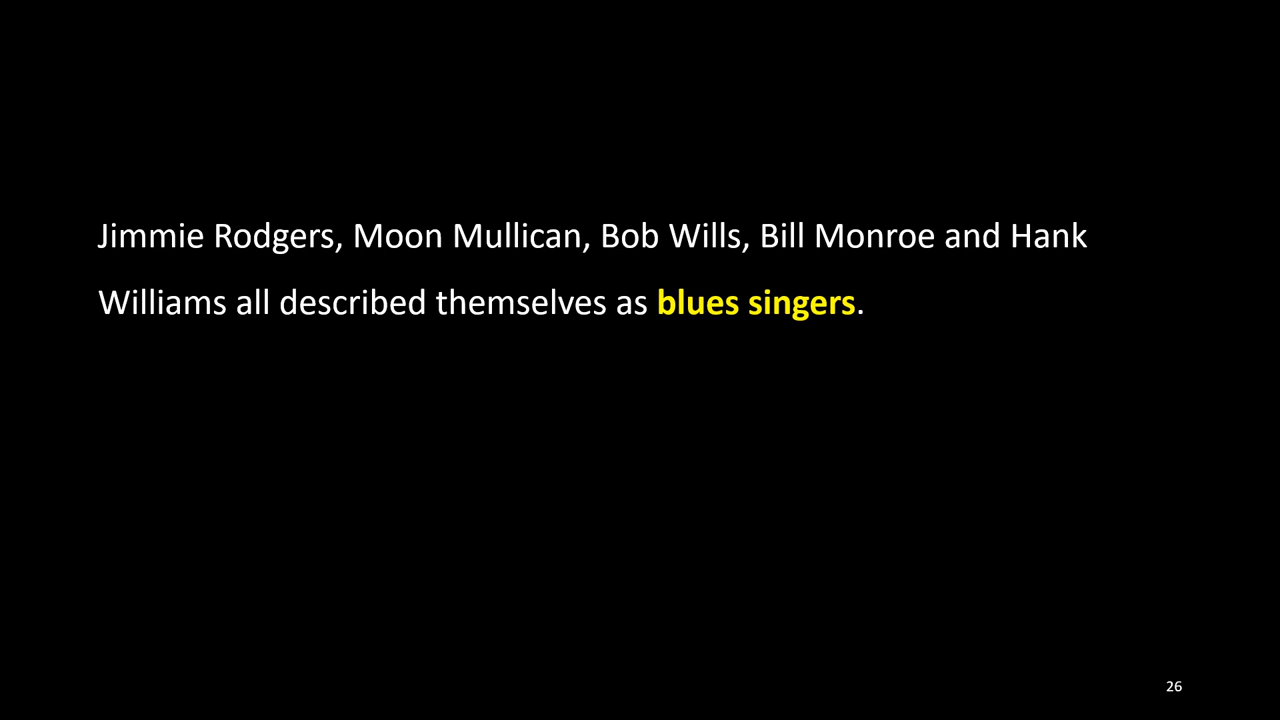 Jimmie Rodgers, Moon Mullican, Bob Wills, Bill Monroe and Hank
Williams all described themselves as blues singers.
26